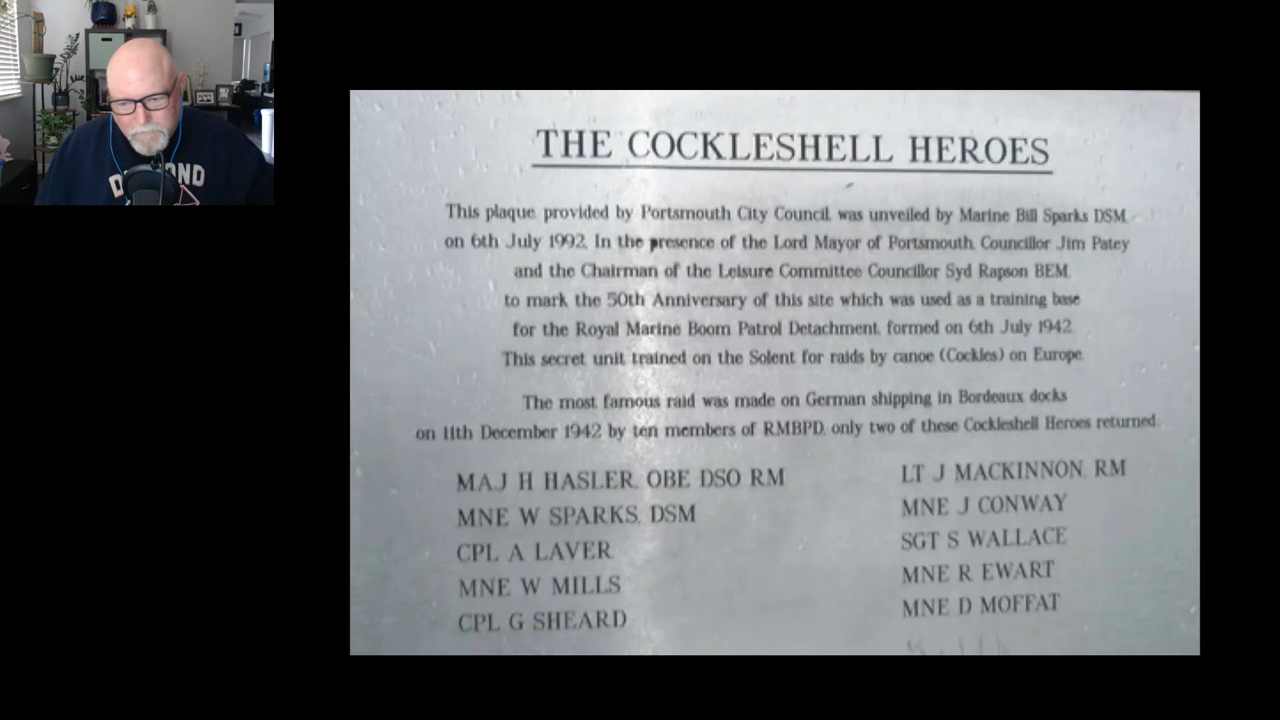 THE COCKLESHELL HEROES
This plaque, provided by Portsmouth City Council, was unveiled by Marine Bill Sparks DSM,
on 6th July 1992, In the presence of the Lord Mayor of Portsmouth, Councillor Jim Patey
and the Chairman of the Leisure Committee Councillor Syd Rapson BEM,
to mark the 50th Anniversary of this site which was used as a training base
for the Royal Marine Boom Patrol Detachment, formed on 6th July 1942.
This secret unit trained on the Solent for raids by canoe (Cockles) on Europe.
The most famous raid was made on German shipping in Bordeaux docks
on 11th December 1942 by ten members of RMBPD, only two of these Cockleshell Heroes returned.
MAJ H HASLER, OBE DSO RM
MNE W SPARKS, DSM
CPL A LAVER
MNE W MILLS
CPL G SHEARD
LT J MACKINNON, RM
MNE J CONWAY
SGT S WALLACE
MNE R EWART
MNE D MOFFAT